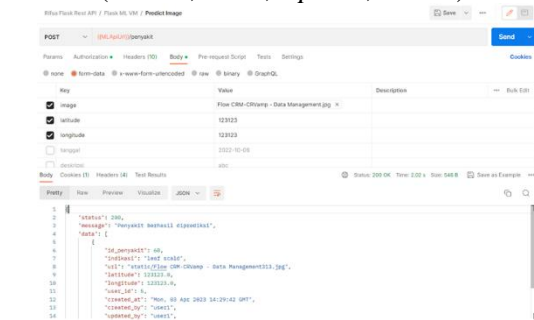 Rifux Flask Rest API / Flask ML VM / Predict Image
Save
POST
/penyakit
Send
Params Authorization Headers (10) Body Pre-request Script Tests Settings
Cookies
none form-data x-www-form-urlencoded raw binary GraphQL
Key Value Description Bulk Edit
image Flow CRM-CRVamp - Data Management.jpg
latitude 123123
longitude 123123
tanggal 2022-10-09
deskripsi abc
Body Cookies (1) Headers (4) Test Results
Status: 200 OK Time: 2.02 s Size: 548 B Save as Example
Pretty Raw Preview Visualize JSON
1 {
2 "status": 200,
3 "message": "Penyakit berhasil diprediksi",
4 "data": [
5 {
6 "id_penyakit": 60,
7 "indikasi": "leaf scald",
8 "url": "static/Flow CRM-CRVamp - Data Management313.jpg",
9 "latitude": 123123.0,
10 "longitude": 123123.0,
11 "user_id": 5,
12 "created_at": "Mon, 03 Apr 2023 14:29:42 GMT",
13 "created_by": "user1",
14 "updated_by": "user1",